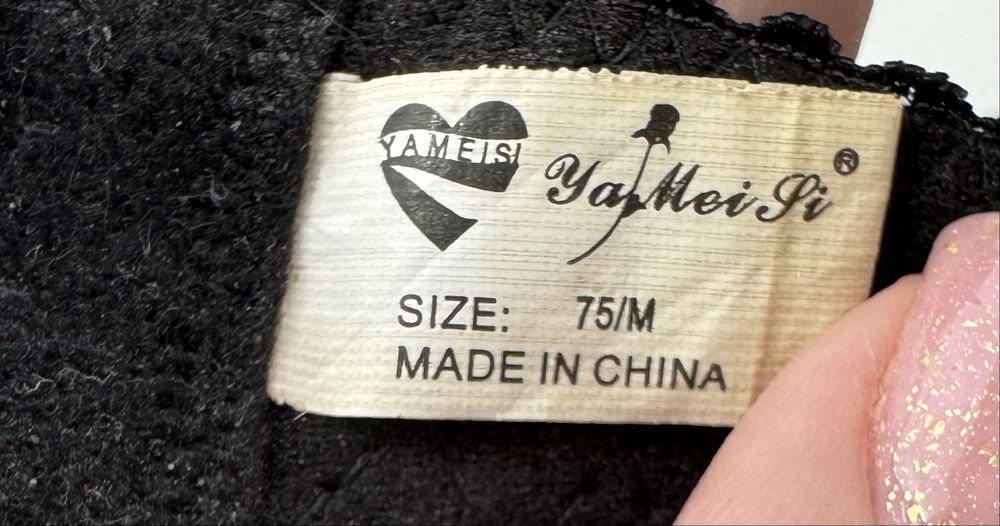 YAMEISI
YaMeiSi®
SIZE: 75/M
MADE IN CHINA